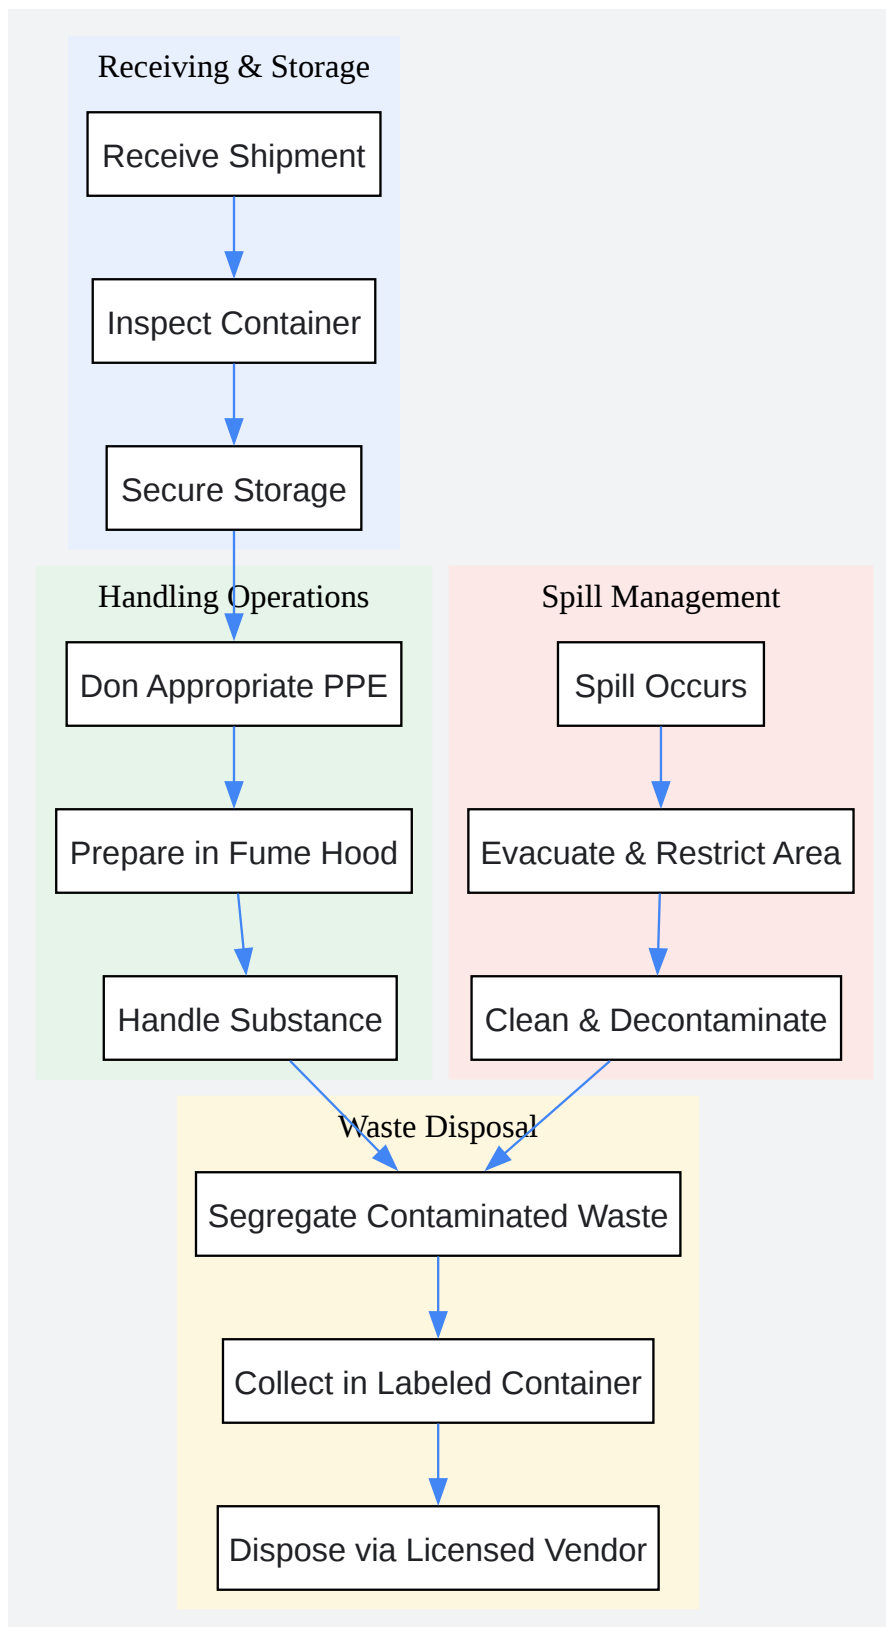 Receiving & Storage
Receive Shipment
Inspect Container
Secure Storage
Handling Operations
Don Appropriate PPE
Prepare in Fume Hood
Handle Substance
Spill Management
Spill Occurs
Evacuate & Restrict Area
Clean & Decontaminate
Waste Disposal
Segregate Contaminated Waste
Collect in Labeled Container
Dispose via Licensed Vendor